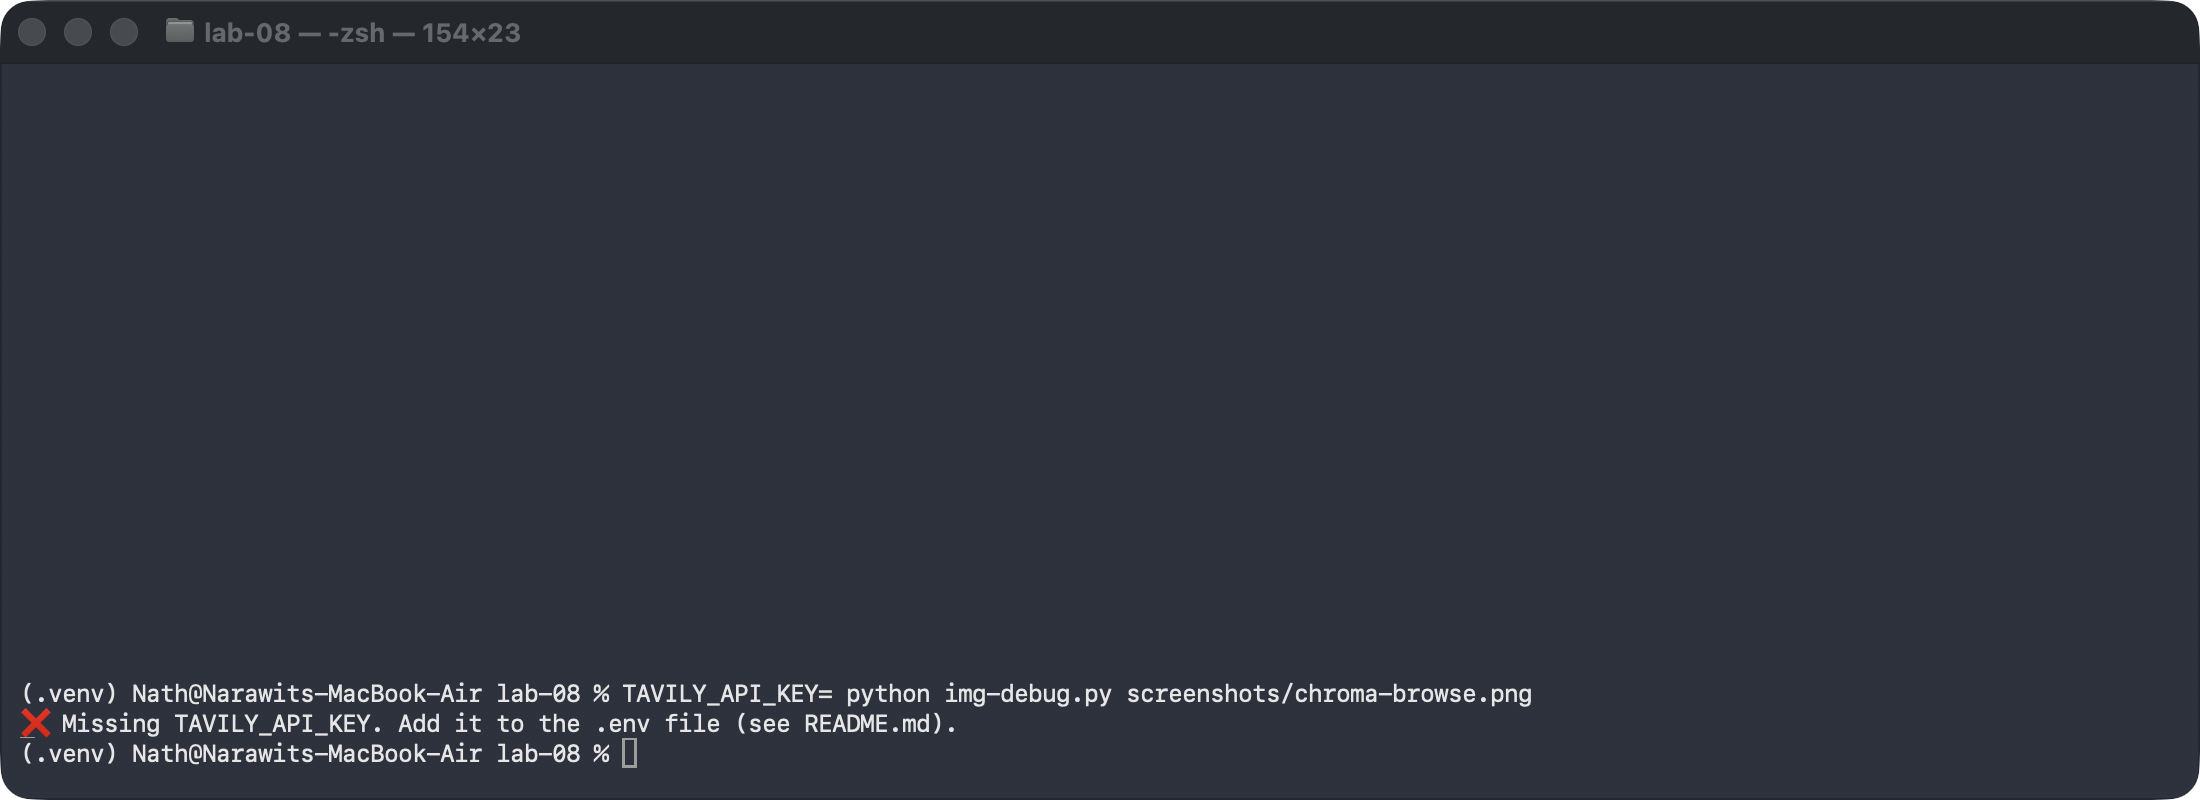 lab-08 — -zsh — 154×23
(.venv) Nath@Narawits-MacBook-Air lab-08 % TAVILY_API_KEY= python img-debug.py screenshots/chroma-browse.png
❌ Missing TAVILY_API_KEY. Add it to the .env file (see README.md).
(.venv) Nath@Narawits-MacBook-Air lab-08 %